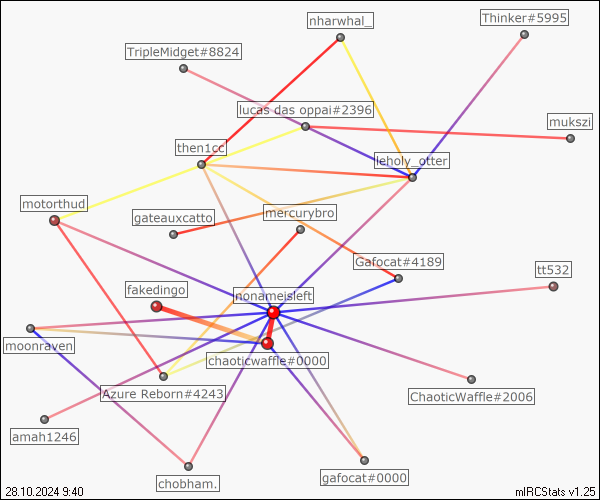 nharwhal_
Thinker#5995
TripleMidget#8824
lucas das oppai#2396
mukszi
then1cc
leholy_otter
motorthud
gateauxcatto
mercurybro
Gafocat#4189
tt532
fakedingo
nonameisleft
moonraven
chaoticwaffle#0000
Azure Reborn#4243
ChaoticWaffle#2006
amah1246
chobham.
gafocat#0000
28.10.2024 9:40
mIRCStats v1.25